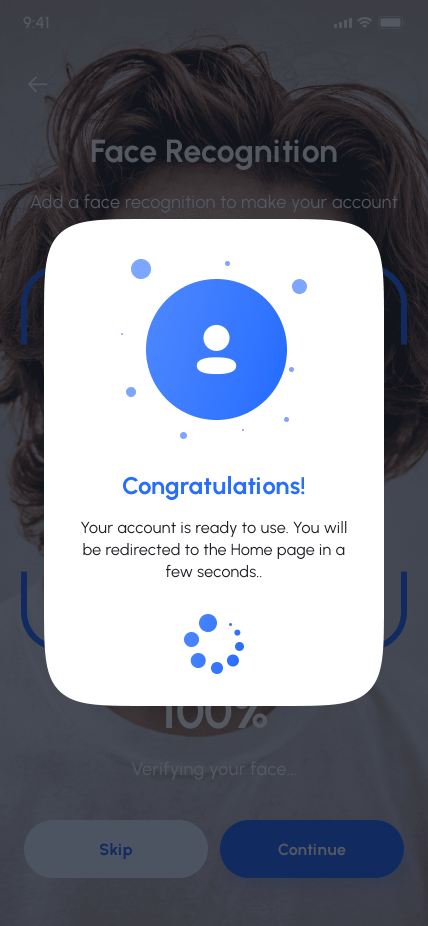 9:41
Face Recognition
Add a face recognition to make your account
Congratulations!
Your account is ready to use. You will
be redirected to the Home page in a
few seconds..
100%
Verifying your face...
Skip
Continue